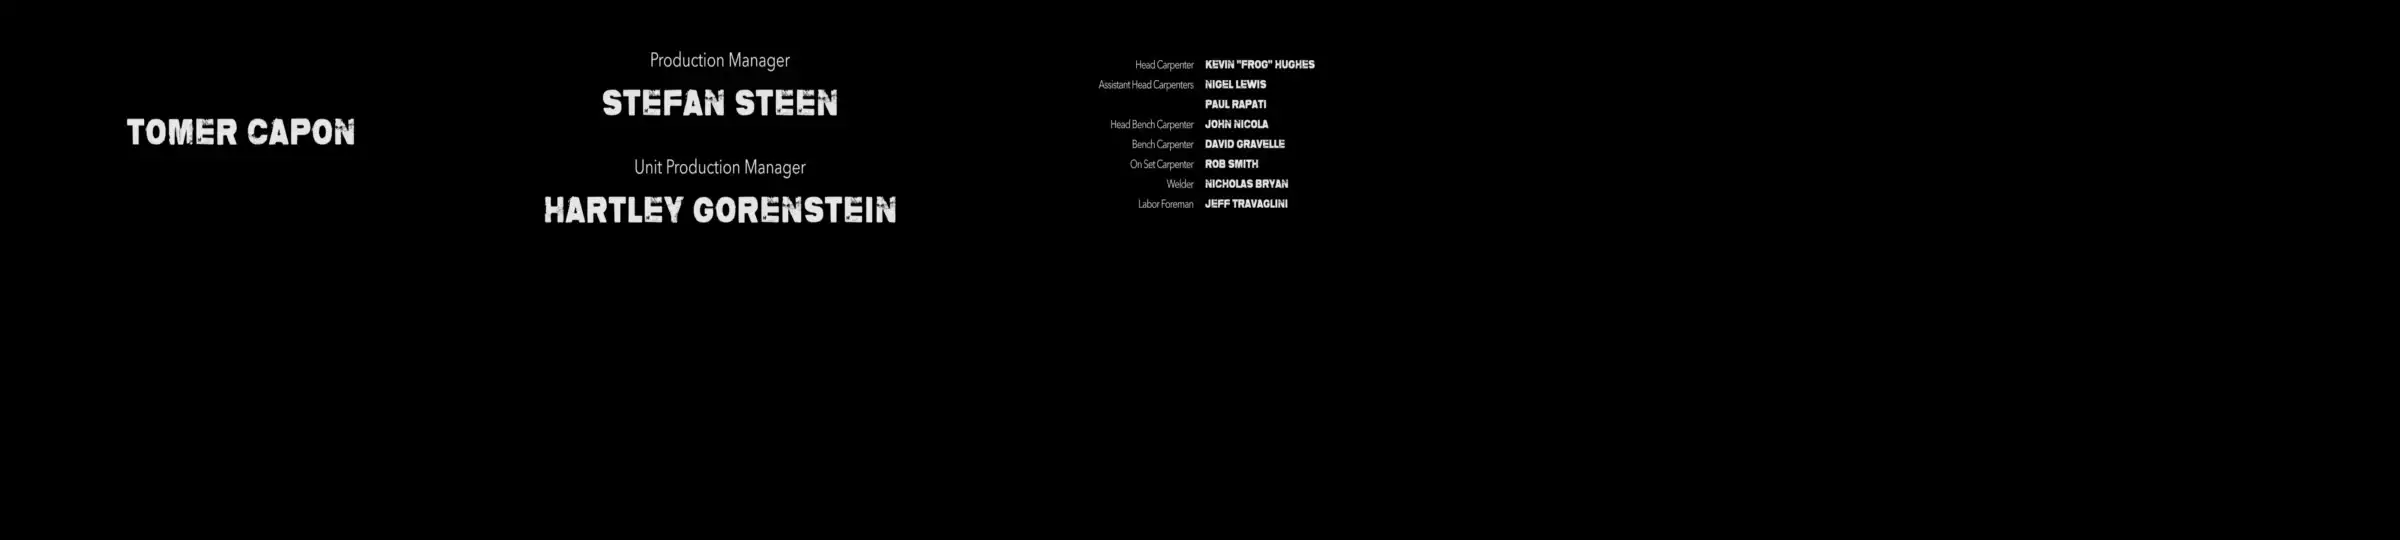 TOMER CAPON
Production Manager
STEFAN STEEN
Unit Production Manager
HARTLEY GORENSTEIN
Head Carpenter KEVIN "FROG" HUGHES
Assistant Head Carpenters NIGEL LEWIS
PAUL RAPATI
Head Bench Carpenter JOHN NICOLA
Bench Carpenter DAVID GRAVELLE
On Set Carpenter ROB SMITH
Welder NICHOLAS BRYAN
Labor Foreman JEFF TRAVAGLINI